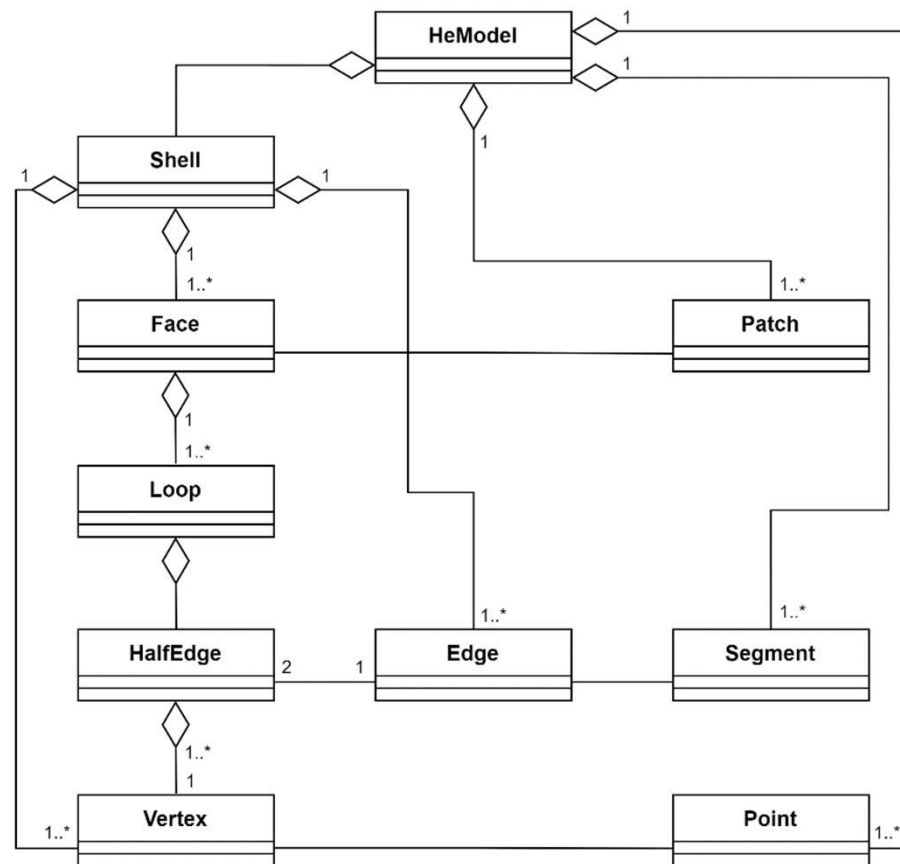 1
HeModel
1
1
Shell
1
1
1
1..*
1..*
Face
Patch
1
1..*
Loop
1..*
1..*
HalfEdge
2
1
Edge
Segment
1..*
1
1..*
Vertex
Point
1..*